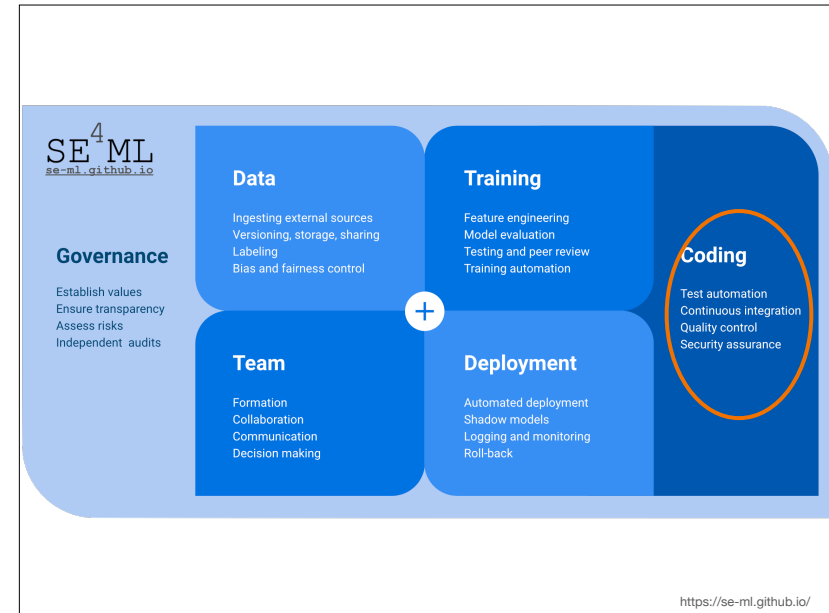 SE4ML
se-ml.github.io
Governance
Establish values
Ensure transparency
Assess risks
Independent audits
Data
Ingesting external sources
Versioning, storage, sharing
Labeling
Bias and fairness control
Training
Feature engineering
Model evaluation
Testing and peer review
Training automation
Team
Formation
Collaboration
Communication
Decision making
+
Deployment
Automated deployment
Shadow models
Logging and monitoring
Roll-back
Coding
Test automation
Continuous integration
Quality control
Security assurance
https://se-ml.github.io/